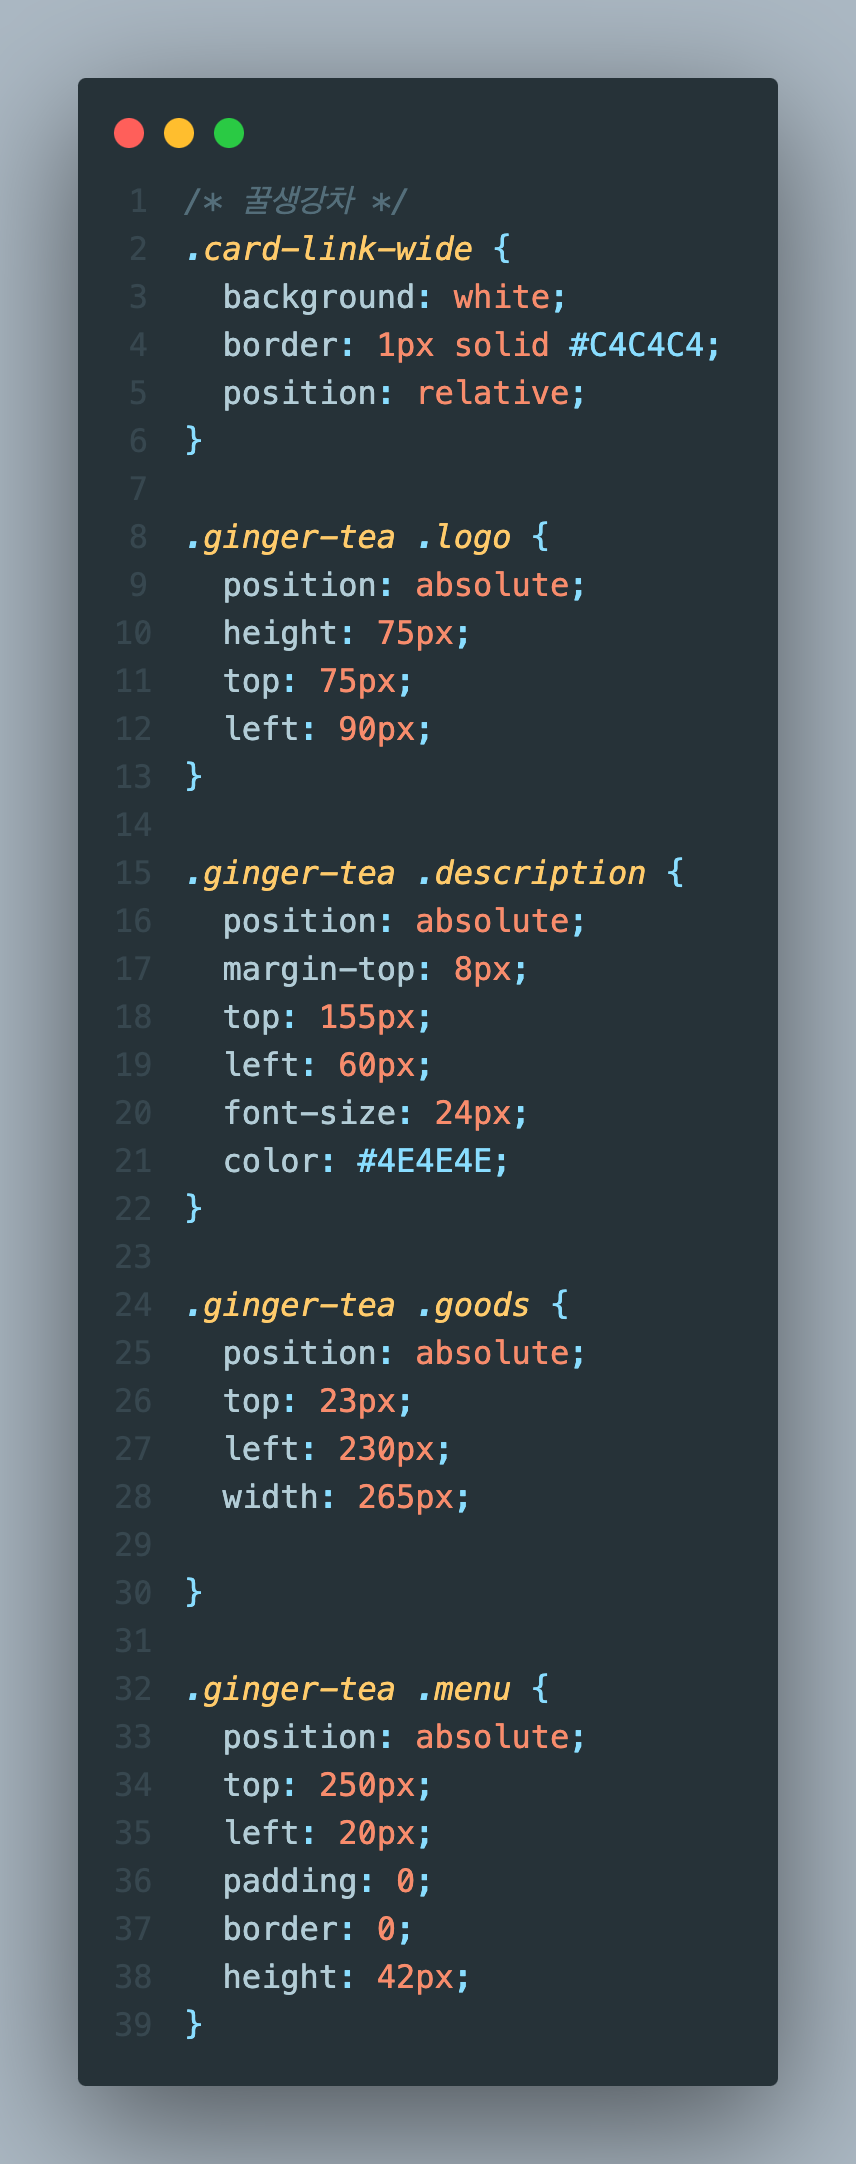 1 /* 꿀생강차 */
2 .card-link-wide {
3   background: white;
4   border: 1px solid #C4C4C4;
5   position: relative;
6 }
7
8 .ginger-tea .logo {
9   position: absolute;
10   height: 75px;
11   top: 75px;
12   left: 90px;
13 }
14
15 .ginger-tea .description {
16   position: absolute;
17   margin-top: 8px;
18   top: 155px;
19   left: 60px;
20   font-size: 24px;
21   color: #4E4E4E;
22 }
23
24 .ginger-tea .goods {
25   position: absolute;
26   top: 23px;
27   left: 230px;
28   width: 265px;
29
30 }
31
32 .ginger-tea .menu {
33   position: absolute;
34   top: 250px;
35   left: 20px;
36   padding: 0;
37   border: 0;
38   height: 42px;
39 }